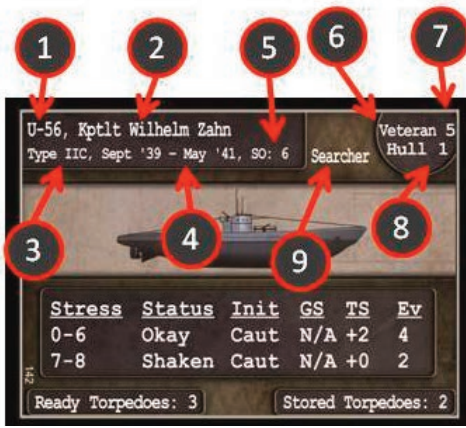 1 2 5 6 7
U-56, Kptlt Wilhelm Zahn
Veteran 5
Type IIC, Sept '39 - May '41, SO: 6
Searcher
Hull 1
3 4 9 8
Stress Status Init GS TS Ev
0-6 Okay Caut N/A +2 4
7-8 Shaken Caut N/A +0 2
142
Ready Torpedoes: 3
Stored Torpedoes: 2